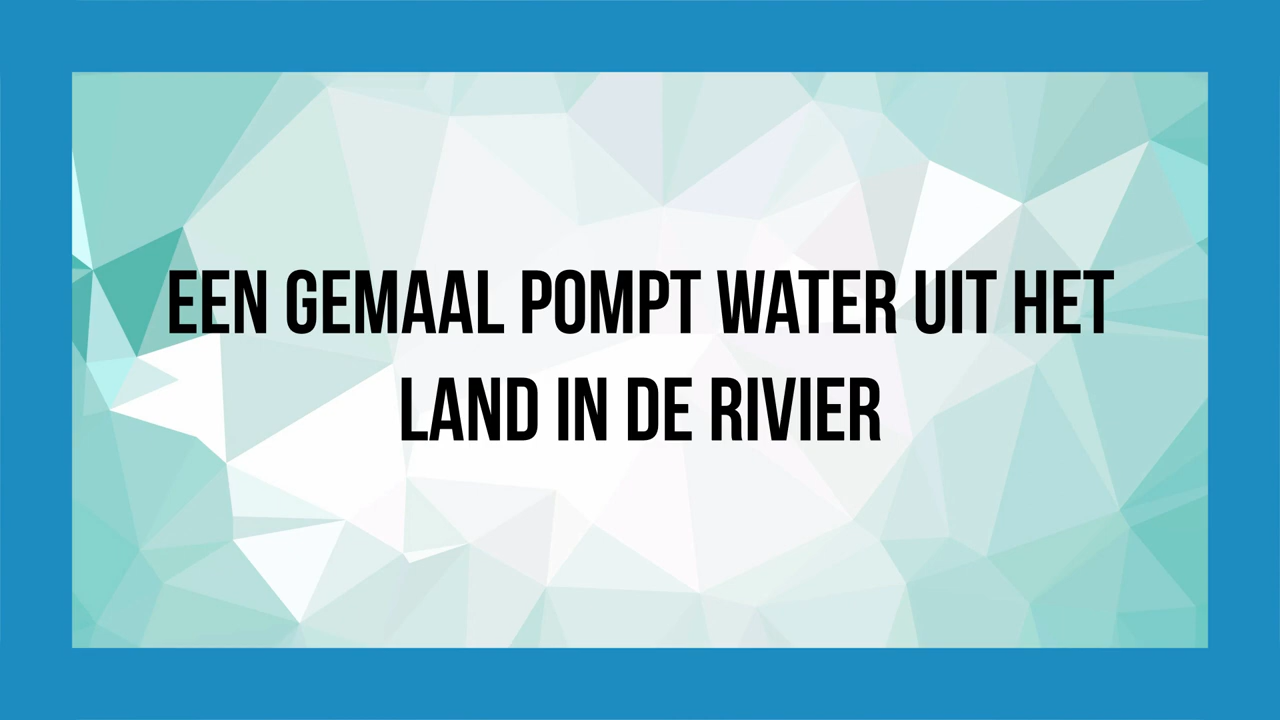 EEN GEMAAL POMPT WATER UIT HET
LAND IN DE RIVIER